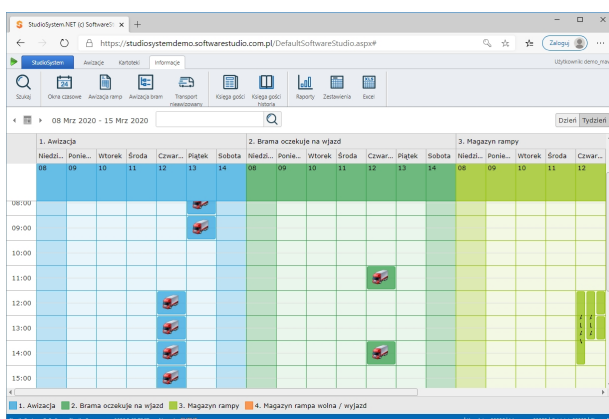 StudioSystem.NET (c) SoftwareStu
https://studiosystemdemo.softwarestudio.com.pl/DefaultSoftwareStudio.aspx#
Zaloguj
StudioSystem Awizacje Kartoteki Informacje
Szukaj
24
Okna czasowe
Awizacja ramp
Awizacja bram
Transport nieawizowany
Księga gości
Księga gości historia
Raporty
Zestawienia
Excel
08 Mrz 2020 - 15 Mrz 2020
Dzień Tydzień
1. Awizacja 2. Brama oczekuje na wjazd 3. Magazyn rampy
Niedzi... Ponie... Wtorek Środa Czwar... Piątek Sobota Niedzi... Ponie... Wtorek Środa Czwar... Piątek Sobota Niedzi... Ponie... Wtorek Środa Czwar...
08 09 10 11 12 13 14 08 09 10 11 12 13 14 08 09 10 11 12
08:00
09:00
10:00
11:00
12:00
13:00
14:00
15:00
1. Awizacja 2. Brama oczekuje na wjazd 3. Magazyn rampy 4. Magazyn rampa wolna / wyjazd